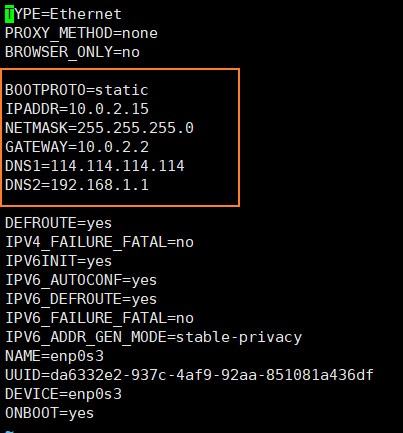 TYPE=Ethernet
PROXY_METHOD=none
BROWSER_ONLY=no
BOOTPROTO=static
IPADDR=10.0.2.15
NETMASK=255.255.255.0
GATEWAY=10.0.2.2
DNS1=114.114.114.114
DNS2=192.168.1.1
DEFROUTE=yes
IPV4_FAILURE_FATAL=no
IPV6INIT=yes
IPV6_AUTOCONF=yes
IPV6_DEFROUTE=yes
IPV6_FAILURE_FATAL=no
IPV6_ADDR_GEN_MODE=stable-privacy
NAME=enp0s3
UUID=da6332e2-937c-4af9-92aa-851081a436df
DEVICE=enp0s3
ONBOOT=yes
~